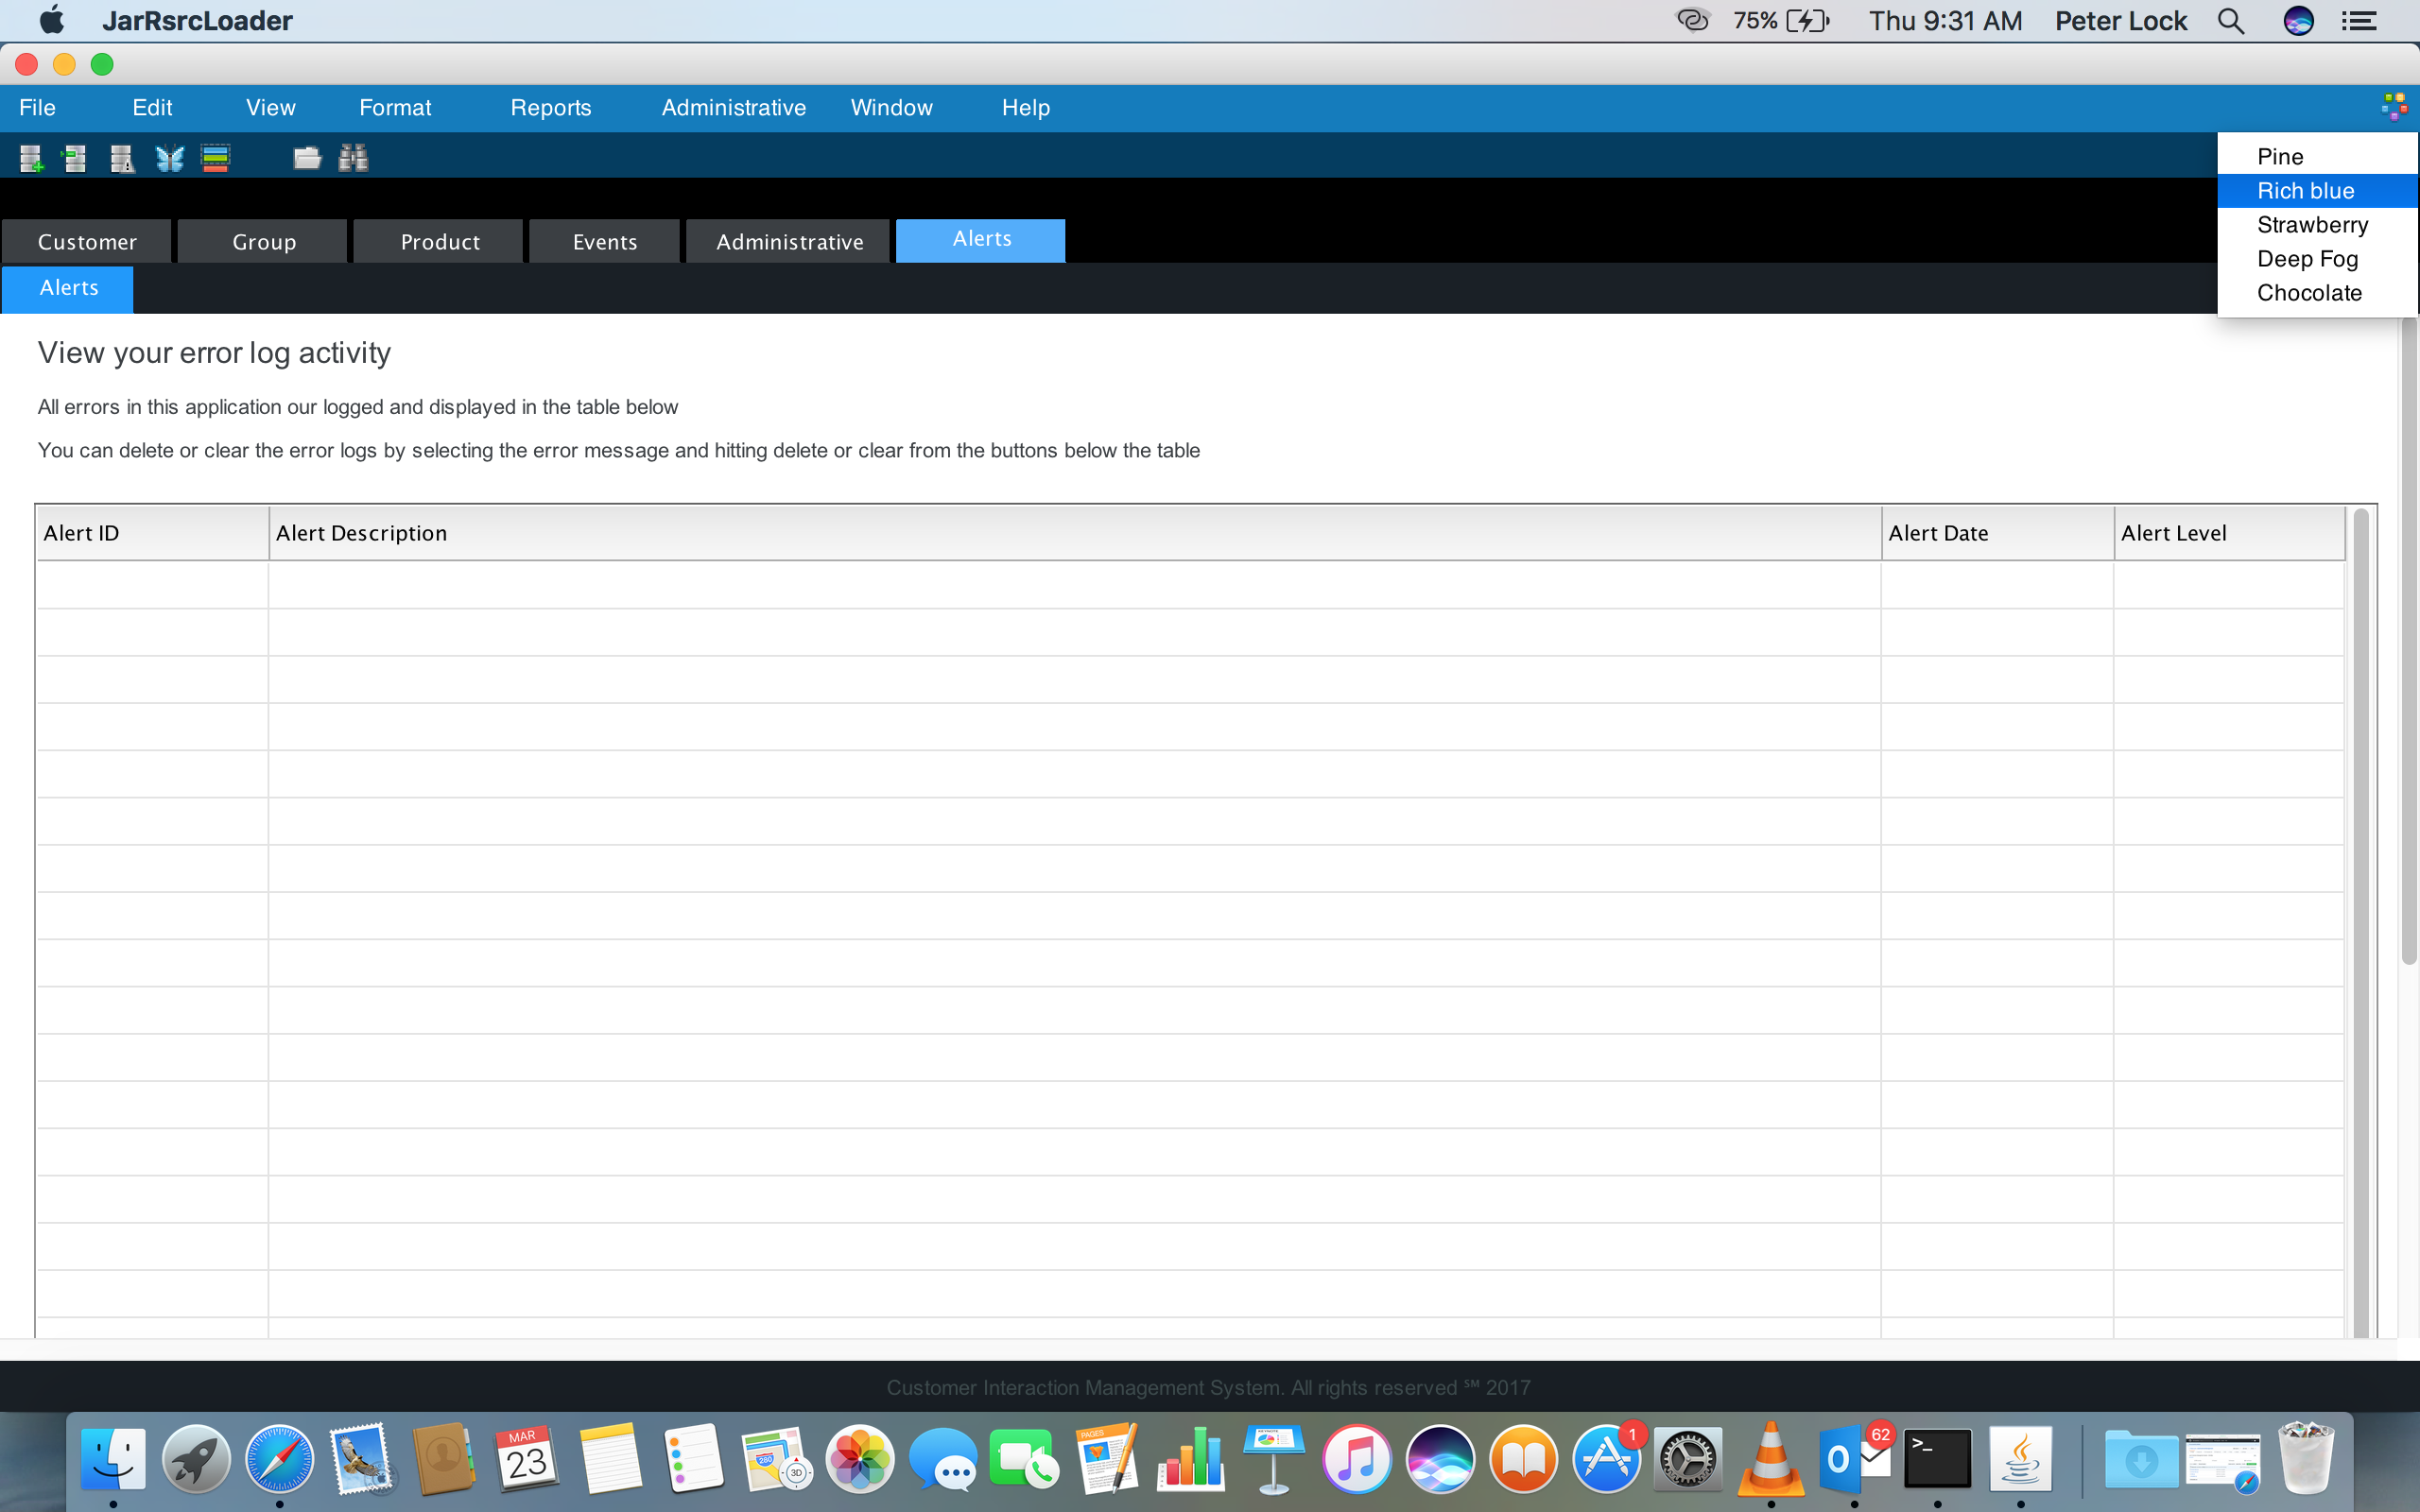 JarRsrcLoader 75% Thu 9:31 AM Peter Lock
File Edit View Format Reports Administrative Window Help
Pine
Rich blue
Strawberry
Deep Fog
Chocolate
Customer Group Product Events Administrative Alerts
Alerts
View your error log activity
All errors in this application our logged and displayed in the table below
You can delete or clear the error logs by selecting the error message and hitting delete or clear from the buttons below the table
Alert ID Alert Description Alert Date Alert Level
Customer Interaction Management System. All rights reserved ℠ 2017
MAR
23
280
3D
PAGES
1
O
62
>_